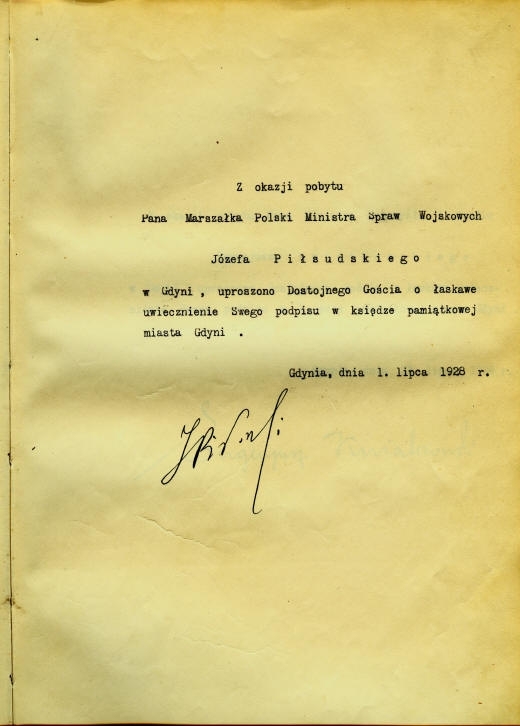 Z okazji pobytu
Pana Marszałka Polski Ministra Spraw Wojskowych
Józefa Piłsudskiego
w Gdyni , uproszono Dostojnego Gościa o łaskawe
uwiecznienie Swego podpisu w księdze pamiątkowej
miasta Gdyni .
Gdynia, dnia 1. lipca 1928 r.